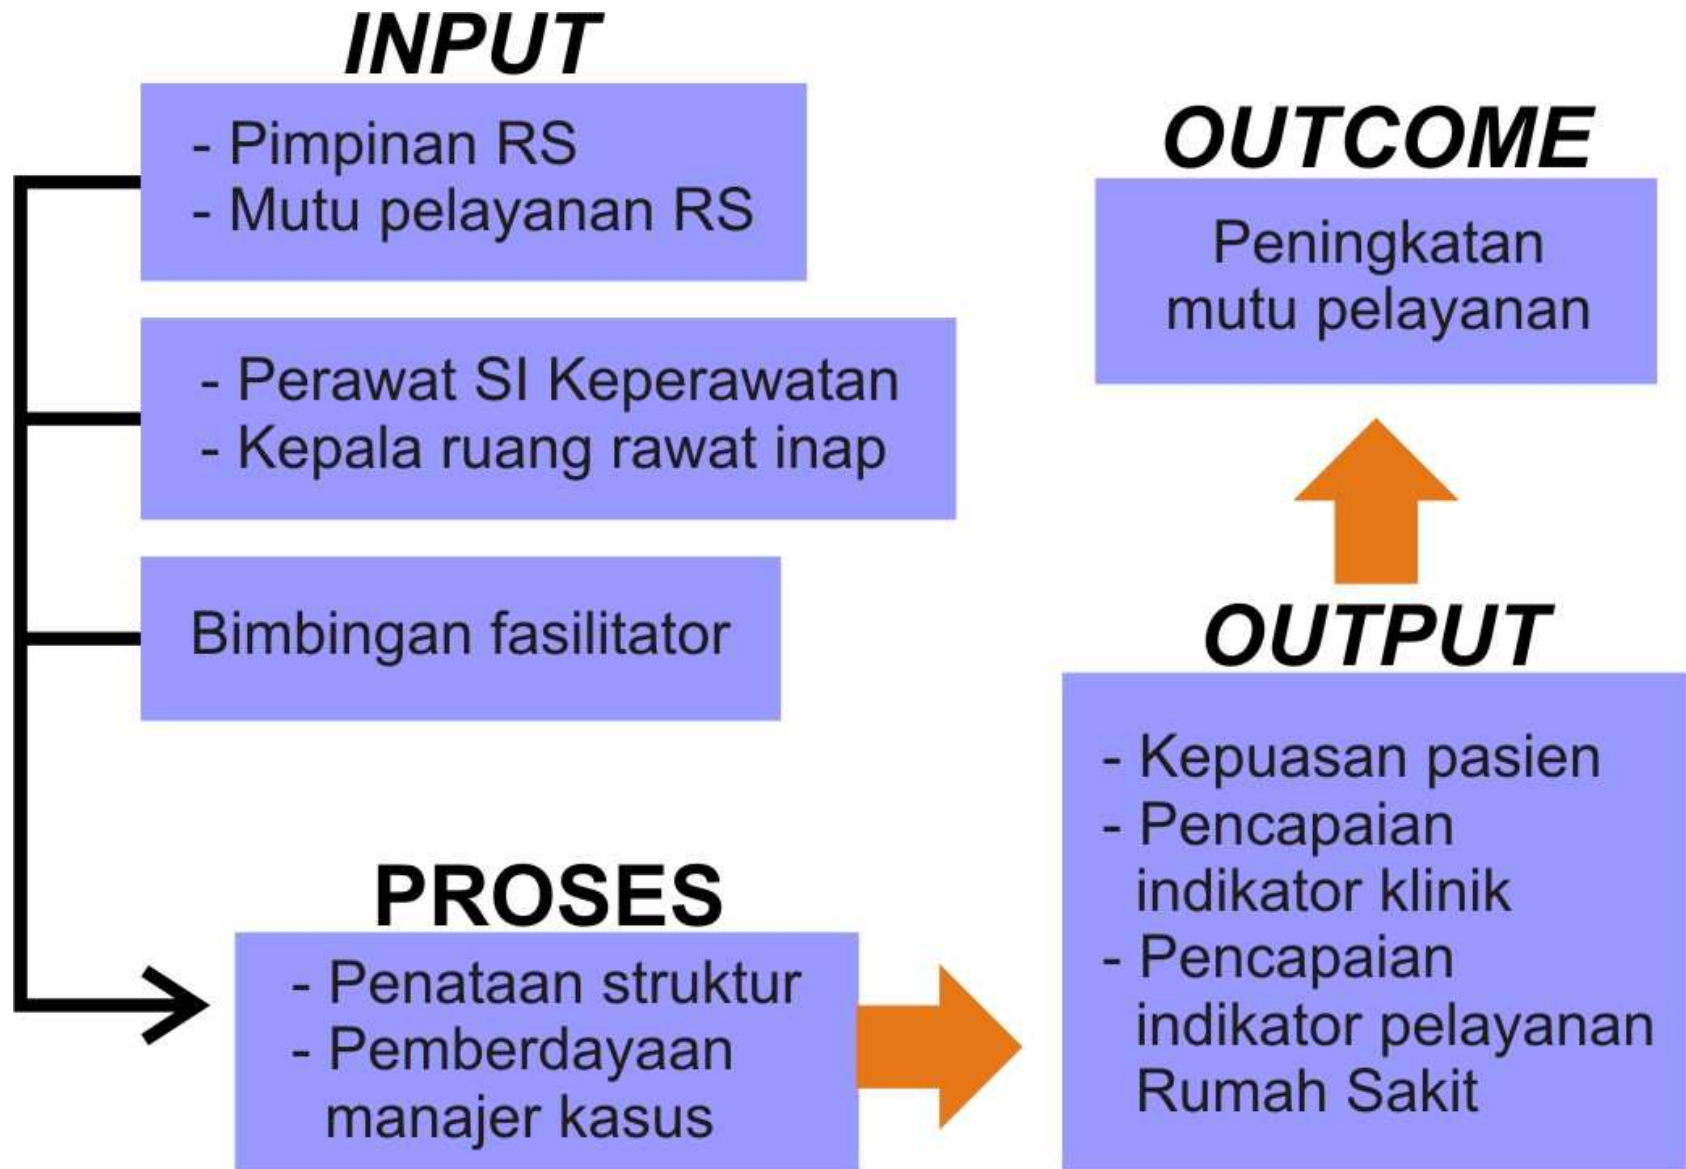 INPUT
- Pimpinan RS
- Mutu pelayanan RS
- Perawat SI Keperawatan
- Kepala ruang rawat inap
Bimbingan fasilitator
PROSES
- Penataan struktur
- Pemberdayaan
manajer kasus
OUTPUT
- Kepuasan pasien
- Pencapaian
indikator klinik
- Pencapaian
indikator pelayanan
Rumah Sakit
OUTCOME
Peningkatan
mutu pelayanan